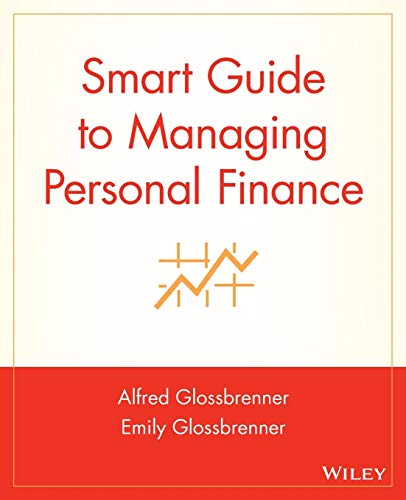 Smart Guide
to Managing
Personal Finance
Alfred Glossbrenner
Emily Glossbrenner
WILEY